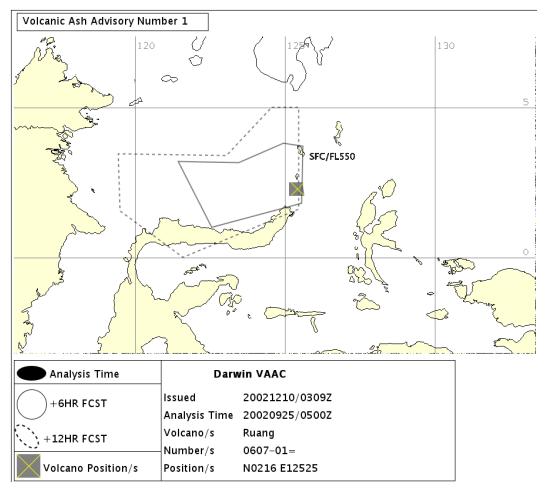 Volcanic Ash Advisory Number 1
120
125
130
5
SFC/FL550
0
Analysis Time
+6HR FCST
+12HR FCST
Volcano Position/s
Darwin VAAC
Issued 20021210/0309Z
Analysis Time 20020925/0500Z
Volcano/s Ruang
Number/s 0607-01=
Position/s N0216 E12525